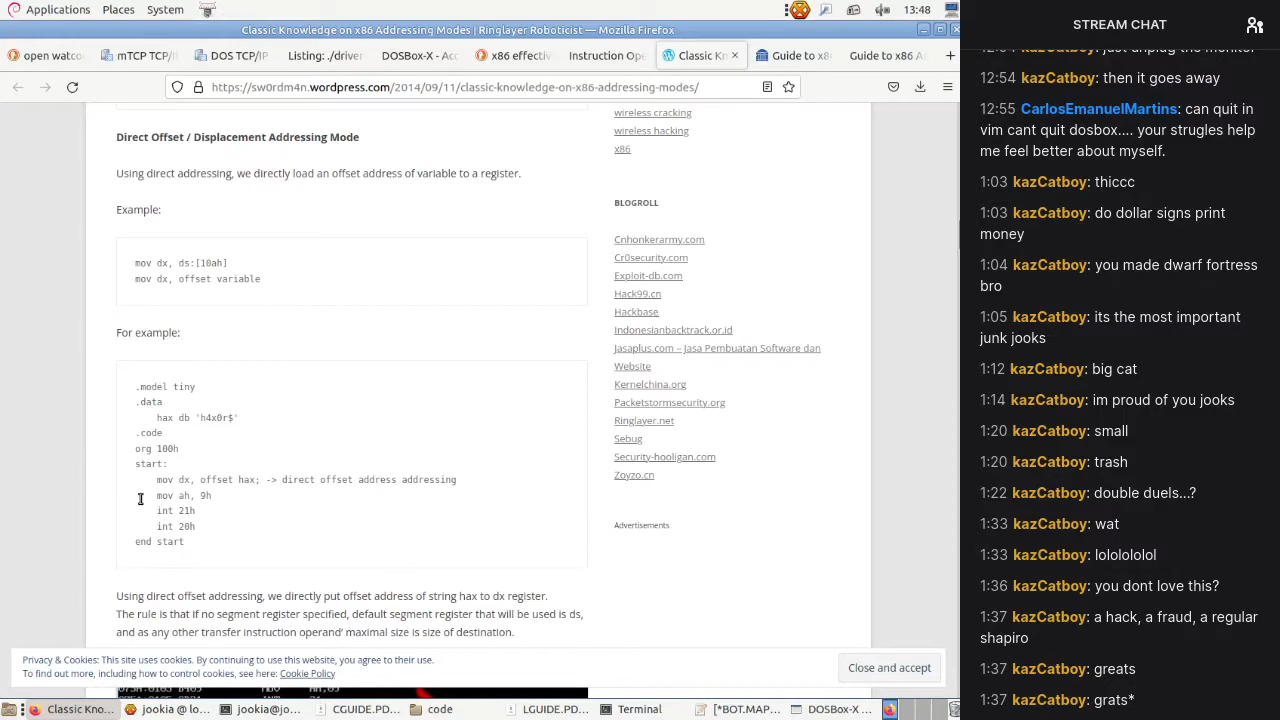 Applications Places System 13:48
Classic Knowledge on x86 Addressing Modes | Ringlayer Roboticist — Mozilla Firefox
open watco mTCP TCP/ DOS TCP/IP Listing: ./driver DOSBox-X - Acc x86 effectiv Intel x86 C Classic Kn Guide to x86 Guide to x8
https://sw0rdm4n.wordpress.com/2014/09/11/classic-knowledge-on-x86-addressing-modes/
Direct Offset / Displacement Addressing Mode
Using direct addressing, we directly load an offset address of variable to a register.
Example:
mov dx, ds:[10ah]
mov dx, offset variable
For example:
.model tiny
.data
hax db 'h4x0r$'
.code
org 100h
start:
mov dx, offset hax; -> direct offset address addressing
mov ah, 9h
int 21h
int 20h
end start
Using direct offset addressing, we directly put offset address of string hax to dx register.
The rule is that if no segment register specified, default segment register that will be used is ds,
and as any other transfer instruction operand' maximal size is size of destination.
wireless cracking
wireless hacking
x86
BLOGROLL
Cnhonkerarmy.com
Cr0security.com
Exploit-db.com
Hack99.cn
Hackbase
Indonesianbacktrack.or.id
Jasaplus.com – Jasa Pembuatan Software dan
Website
Kernelchina.org
Packetstormsecurity.org
Ringlayer.net
Sebug
Security-hooligan.com
Zoyzo.cn
Advertisements
Privacy & Cookies: This site uses cookies. By continuing to use this website, you agree to their use.
To find out more, including how to control cookies, see here: Cookie Policy
Close and accept
Classic Kno... jookia @ lo... jookia@jo... CGUIDE.PD... code LGUIDE.PD... Terminal [*BOT.MAP... DOSBox-X ...
STREAM CHAT
12:54 kazCatboy: just unplug the monitor
12:54 kazCatboy: then it goes away
12:55 CarlosEmanuelMartins: can quit in
vim cant quit dosbox.... your strugles help
me feel better about myself.
1:03 kazCatboy: thiccc
1:03 kazCatboy: do dollar signs print
money
1:04 kazCatboy: you made dwarf fortress
bro
1:05 kazCatboy: its the most important
junk jooks
1:12 kazCatboy: big cat
1:14 kazCatboy: im proud of you jooks
1:20 kazCatboy: small
1:20 kazCatboy: trash
1:22 kazCatboy: double duels...?
1:33 kazCatboy: wat
1:33 kazCatboy: lolololol
1:36 kazCatboy: you dont love this?
1:37 kazCatboy: a hack, a fraud, a regular
shapiro
1:37 kazCatboy: greats
1:37 kazCatboy: grats*